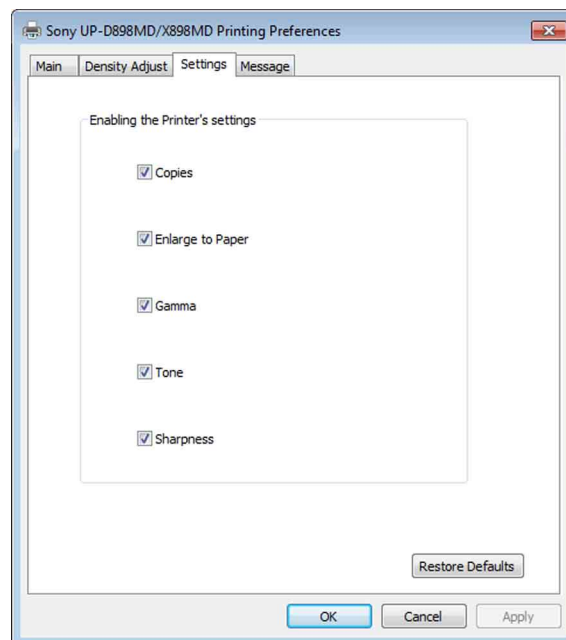 Sony UP-D898MD/X898MD Printing Preferences
Main Density Adjust Settings Message
Enabling the Printer's settings
Copies
Enlarge to Paper
Gamma
Tone
Sharpness
Restore Defaults
OK Cancel Apply